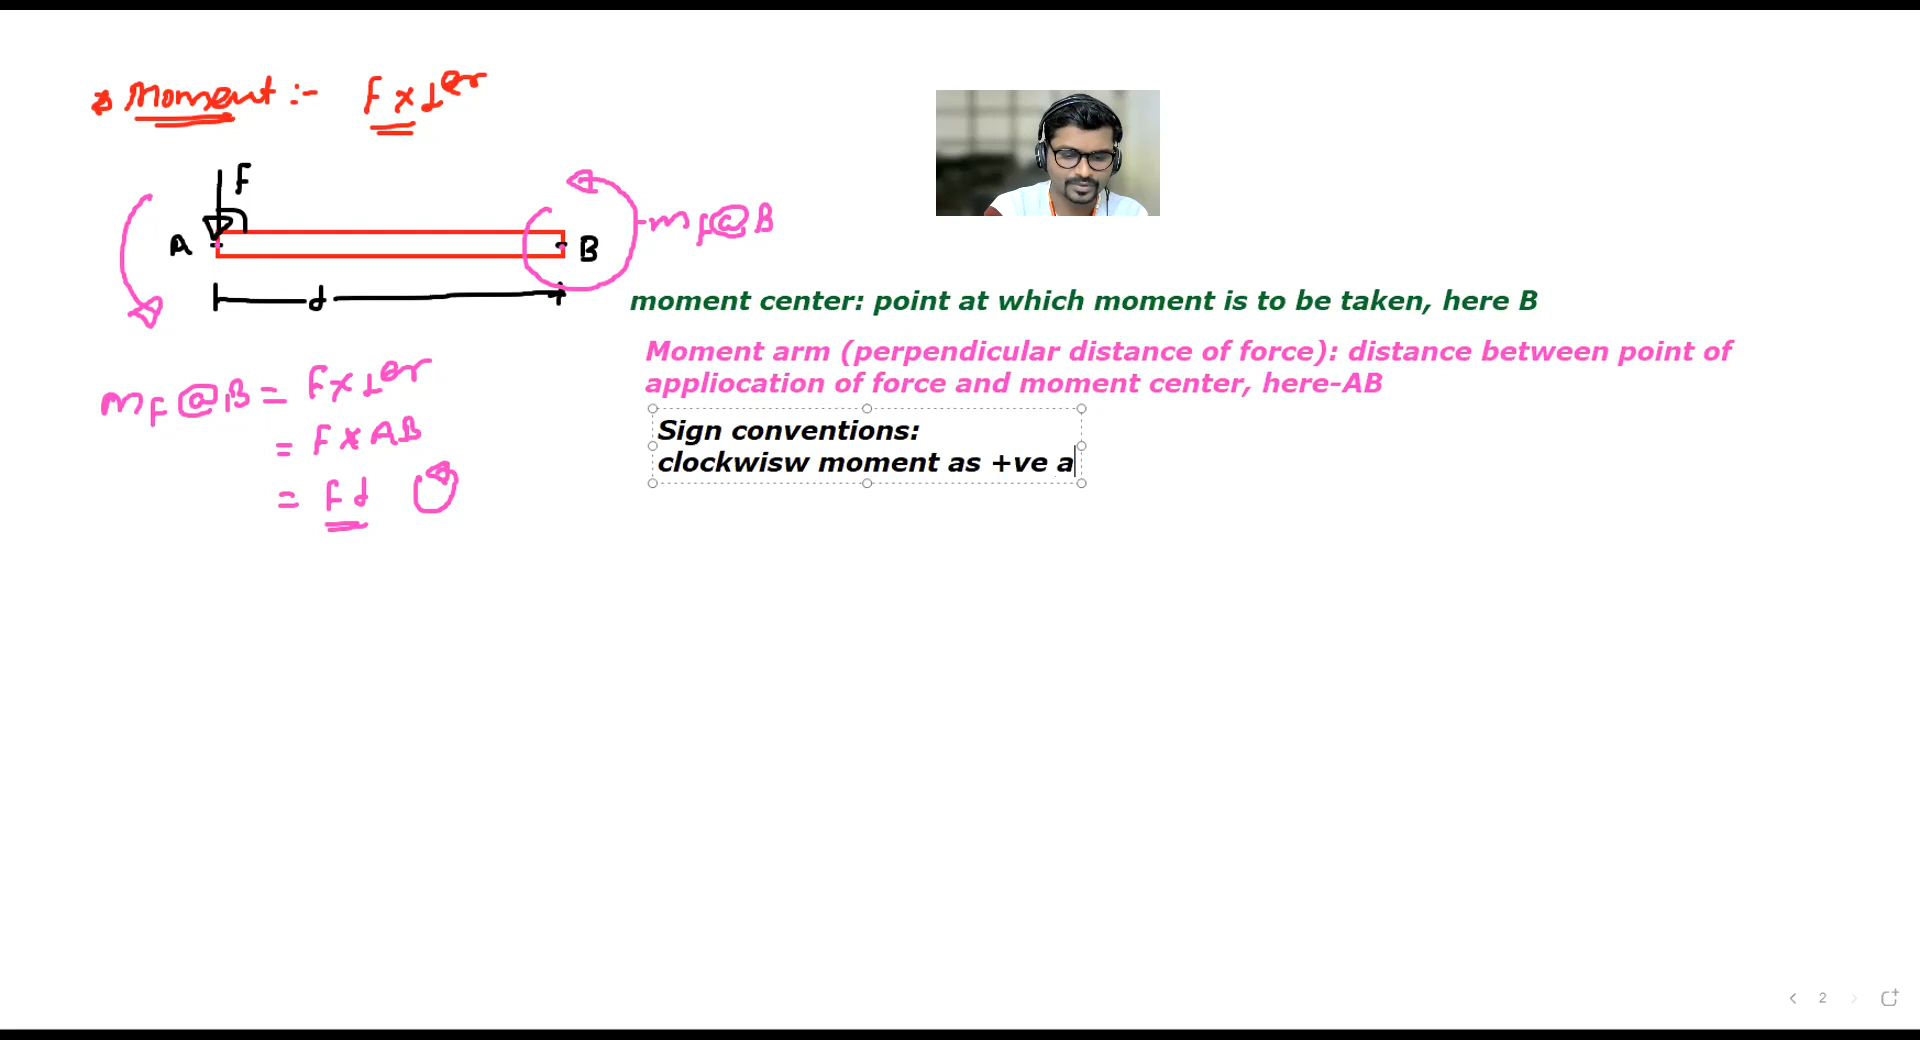 * Moment :- F x ⊥er
F
A
B
mF@B
d
moment center: point at which moment is to be taken, here B
Moment arm (perpendicular distance of force): distance between point of
appliocation of force and moment center, here-AB
mF@B = F x ⊥er
= F x AB
= Fd
Sign conventions:
clockwisw moment as +ve a
2